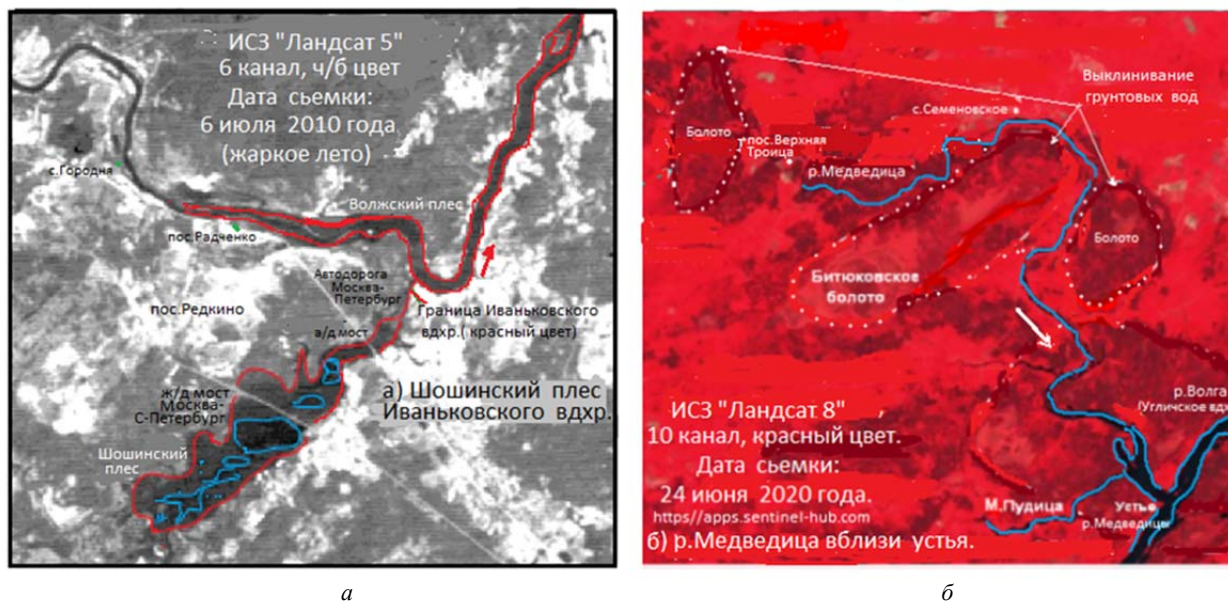 ИСЗ "Ландсат 5"
6 канал, ч/б цвет
Дата сьемки:
6 июля 2010 года
(жаркое лето)
с.Городня
Волжский плес
пос.Радченко
Автодорога
Москва-
Петербург
пос.Редкино
Граница Иваньковского
вдхр.( красный цвет)
а/д мост
ж/д мост
Москва-
С-Петербург
а) Шошинский плес
Иваньковского вдхр.
Шошинский
плес
а
Выклинивание
грунтовых вод
с.Семеновское
Болото
пос.Верхняя
Троица
р.Медведица
Болото
Битюковское
болото
р.Волга
(Угличское вдх
ИСЗ "Ландсат 8"
10 канал, красный цвет.
Дата сьемки:
24 июня 2020 года.
https//apps.sentinel-hub.com
М.Пудица
Устье
р.Медведицы
б) р.Медведица вблизи устья.
б